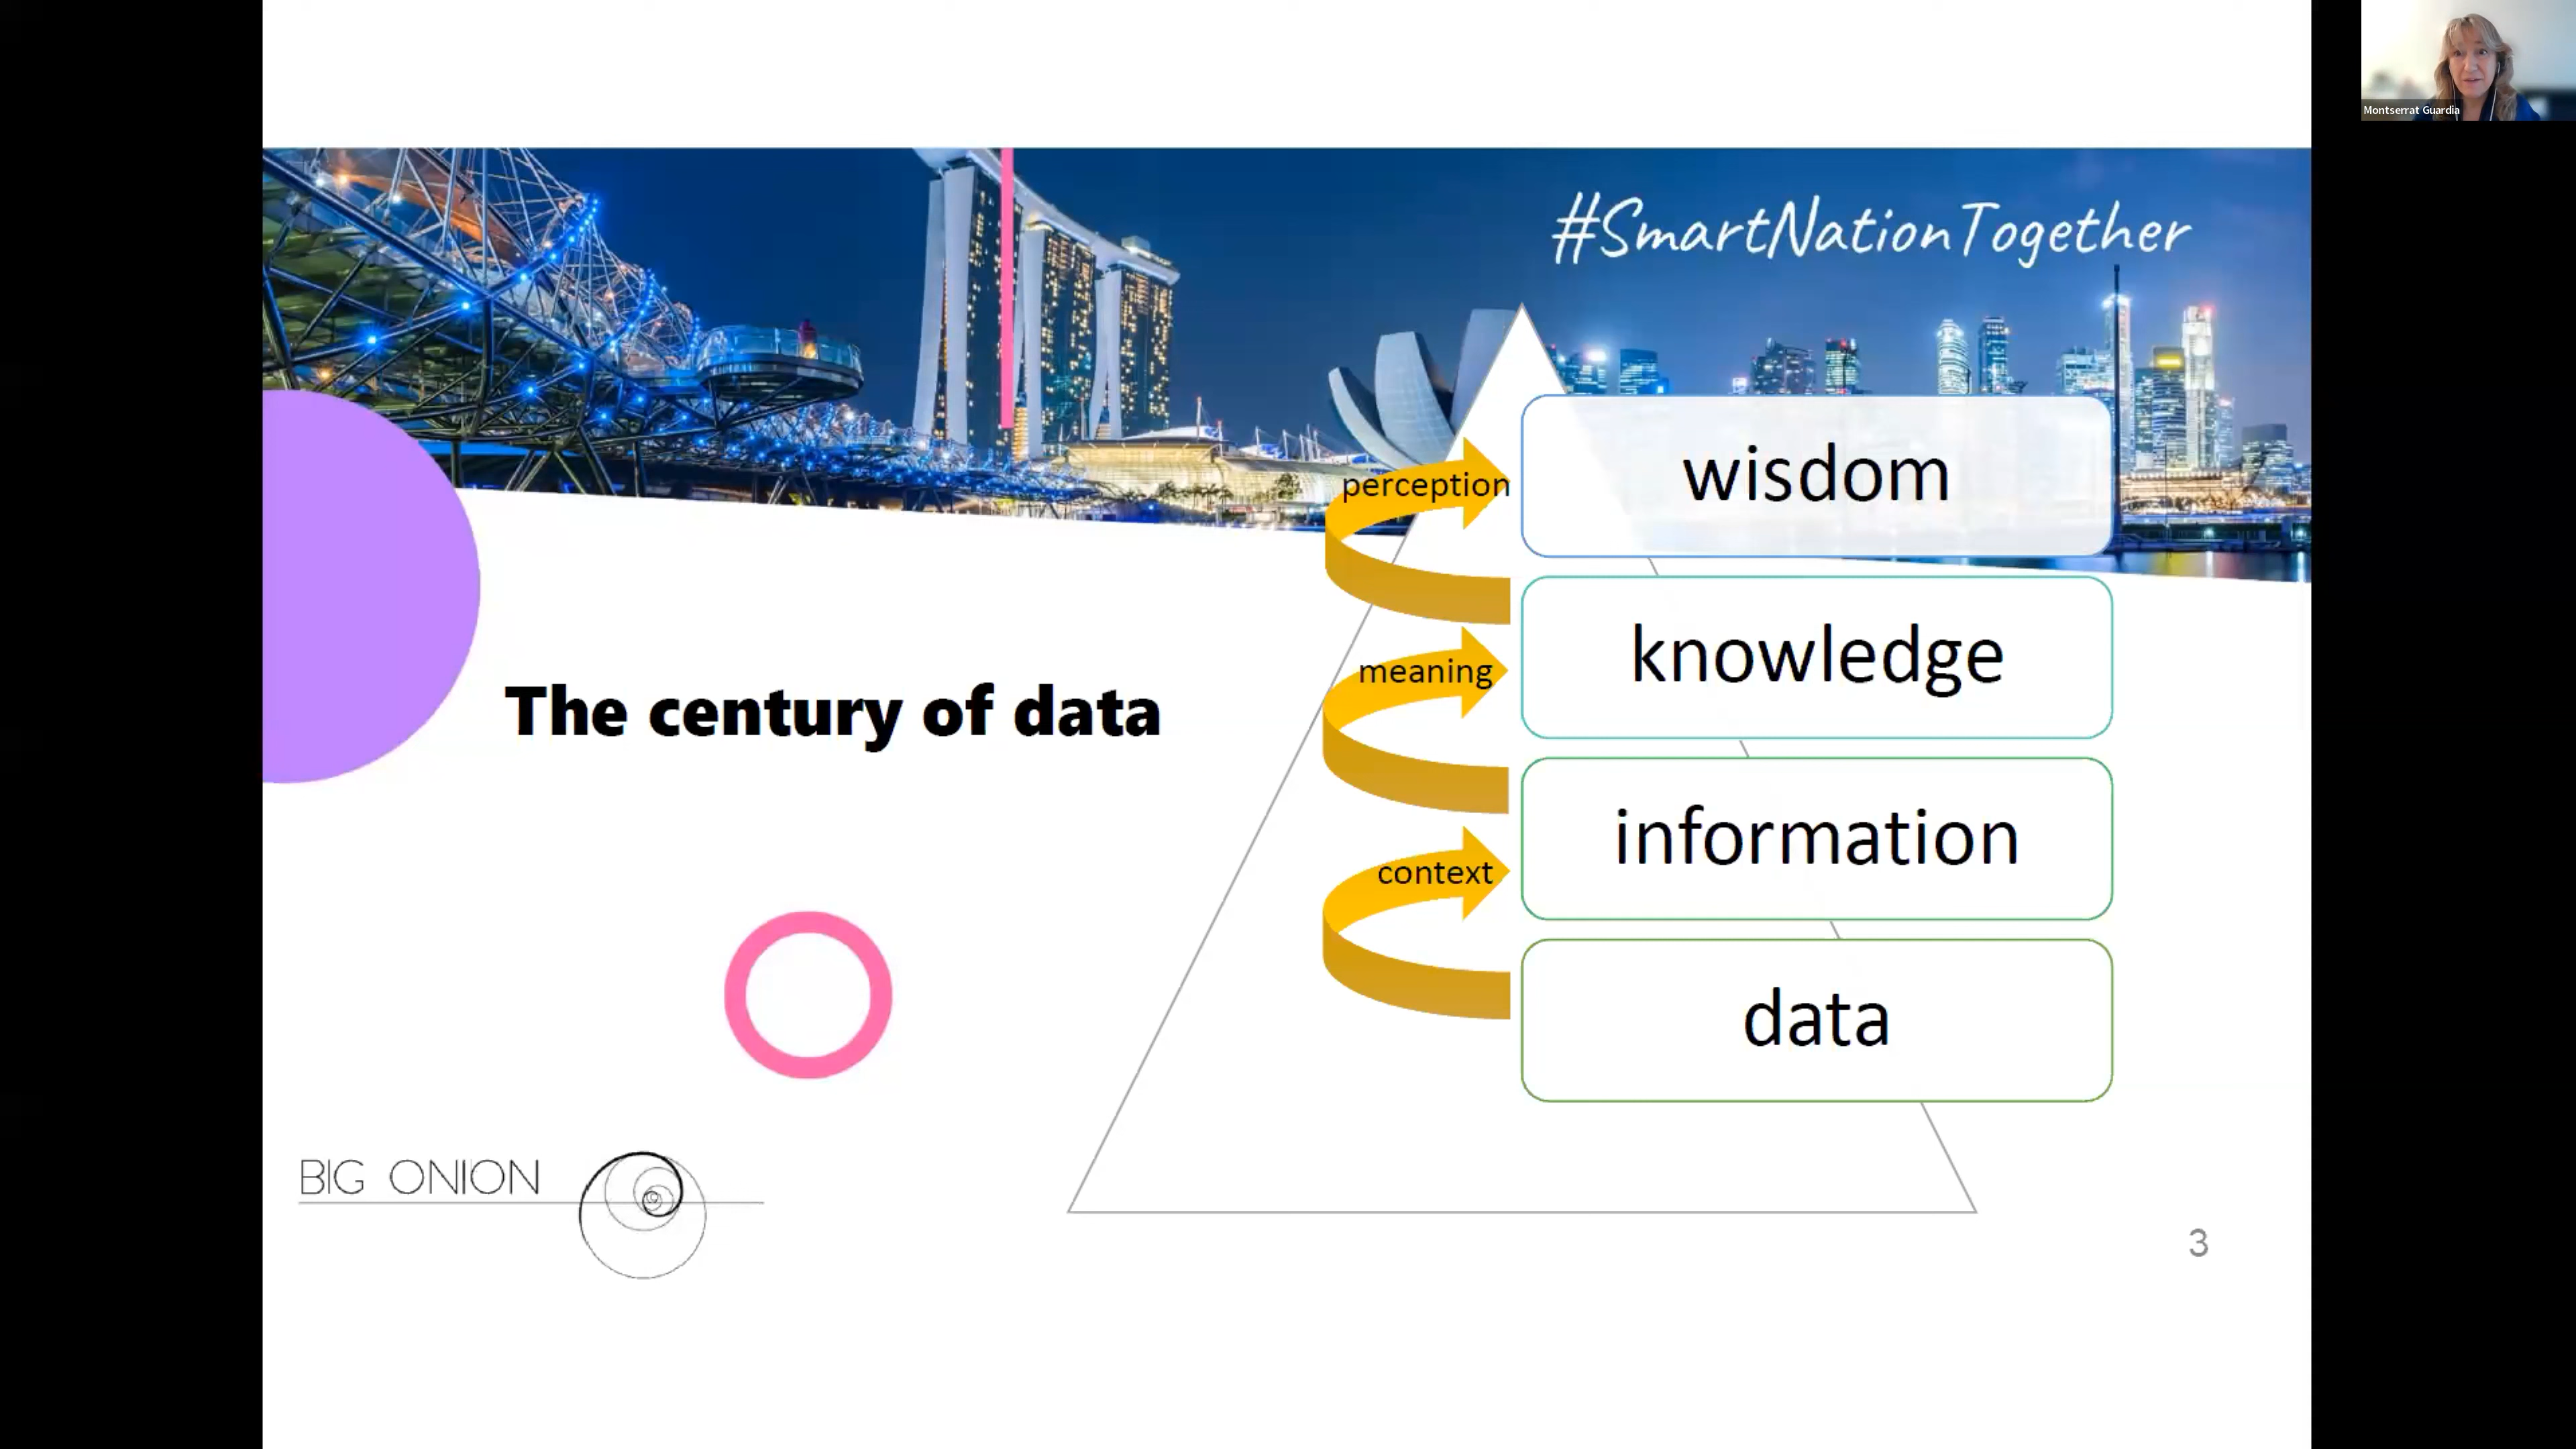 Montserrat Guardia
#SmartNationTogether
perception
wisdom
meaning
knowledge
The century of data
context
information
data
BIG ONION
3